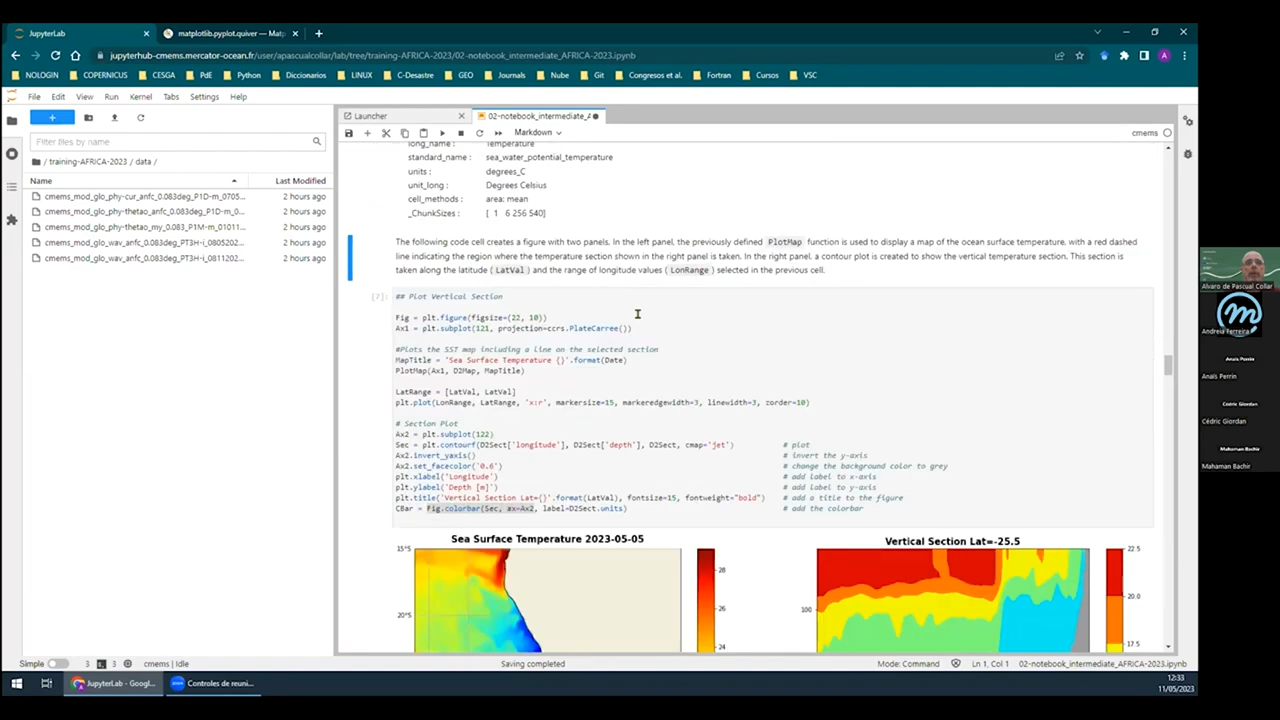 JupyterLab
matplotlib.pyplot.quiver — Mat
jupyterhub-cmems.mercator-ocean.fr/user/apascualcollar/lab/tree/training-AFRICA-2023/02-notebook_intermediate_AFRICA-2023.ipynb
A
NOLOGIN COPERNICUS CESGA PdE Python Diccionarios LINUX C-Desastre GEO Journals Nube Git Congresos et al. Fortran Cursos VSC
File Edit View Run Kernel Tabs Settings Help
Launcher
02-notebook_intermediate_A
Markdown
cmems
Filter files by name
/ training-AFRICA-2023 / data /
Name Last Modified
cmems_mod_glo_phy-cur_anfc_0.083deg_P1D-m_0705... 2 hours ago
cmems_mod_glo_phy-thetao_anfc_0.083deg_P1D-m_0... 2 hours ago
cmems_mod_glo_phy-thetao_my_0.083_P1M-m_01011... 2 hours ago
cmems_mod_glo_wav_anfc_0.083deg_PT3H-i_0805202... 2 hours ago
cmems_mod_glo_wav_anfc_0.083deg_PT3H-i_0811202... 2 hours ago
long_name : Temperature
standard_name : sea_water_potential_temperature
units : degrees_C
unit_long : Degrees Celsius
cell_methods : area: mean
_ChunkSizes : [ 1 6 256 540]
The following code cell creates a figure with two panels. In the left panel, the previously defined PlotMap function is used to display a map of the ocean surface temperature, with a red dashed
line indicating the region where the temperature section shown in the right panel is taken. In the right panel, a contour plot is created to show the vertical temperature section. This section is
taken along the latitude ( LatVal ) and the range of longitude values ( LonRange ) selected in the previous cell.
[7]: ## Plot Vertical Section
Fig = plt.figure(figsize=(22, 10))
Ax1 = plt.subplot(121, projection=ccrs.PlateCarree())
#Plots the SST map including a line on the selected section
MapTitle = 'Sea Surface Temperature {}'.format(Date)
PlotMap(Ax1, D2Map, MapTitle)
LatRange = [LatVal, LatVal]
plt.plot(LonRange, LatRange, 'x:r', markersize=15, markeredgewidth=3, linewidth=3, zorder=10)
# Section Plot
Ax2 = plt.subplot(122)
Sec = plt.contourf(D2Sect['longitude'], D2Sect['depth'], D2Sect, cmap='jet') # plot
Ax2.invert_yaxis() # invert the y-axis
Ax2.set_facecolor('0.6') # change the background color to grey
plt.xlabel('Longitude') # add label to x-axis
plt.ylabel('Depth [m]') # add label to y-axis
plt.title('Vertical Section Lat={}'.format(LatVal), fontsize=15, fontweight="bold") # add a title to the figure
CBar = Fig.colorbar(Sec, ax=Ax2, label=D2Sect.units) # add the colorbar
Sea Surface Temperature 2023-05-05
Vertical Section Lat=-25.5
15°S
20°S
28
26
24
100
22.5
20.0
17.5
Simple 3 3 cmems | Idle Saving completed Mode: Command Ln 1, Col 1 02-notebook_intermediate_AFRICA-2023.ipynb
JupyterLab - Googl...
Controles de reuni...
12:33
11/05/2023
Alvaro de Pascual Collar
Andreia Ferreira
Anaïs Perrin
Anaïs Perrin
Cédric Giordan
Cédric Giordan
Mahaman Bachir
Mahaman Bachir